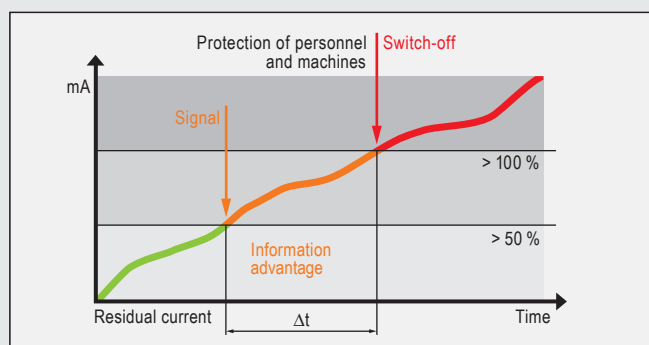 Protection of personnel
and machines
Switch-off
mA
Signal
> 100 %
> 50 %
Information
advantage
Residual current
Δt
Time